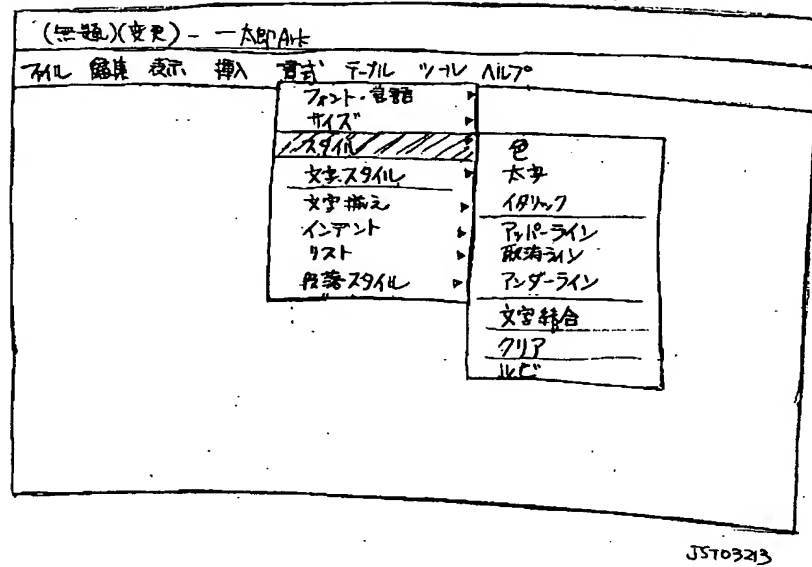 (無題)(変更) - 一太郎Ark
ファイル 編集 表示 挿入 書式 テーブル ツール ヘルプ
フォント・言語
サイズ
スタイル
文字スタイル
文字揃え
インデント
リスト
段落スタイル
色
太字
イタリック
アッパーライン
取消ライン
アンダーライン
文字結合
クリア
ルビ
JST03213